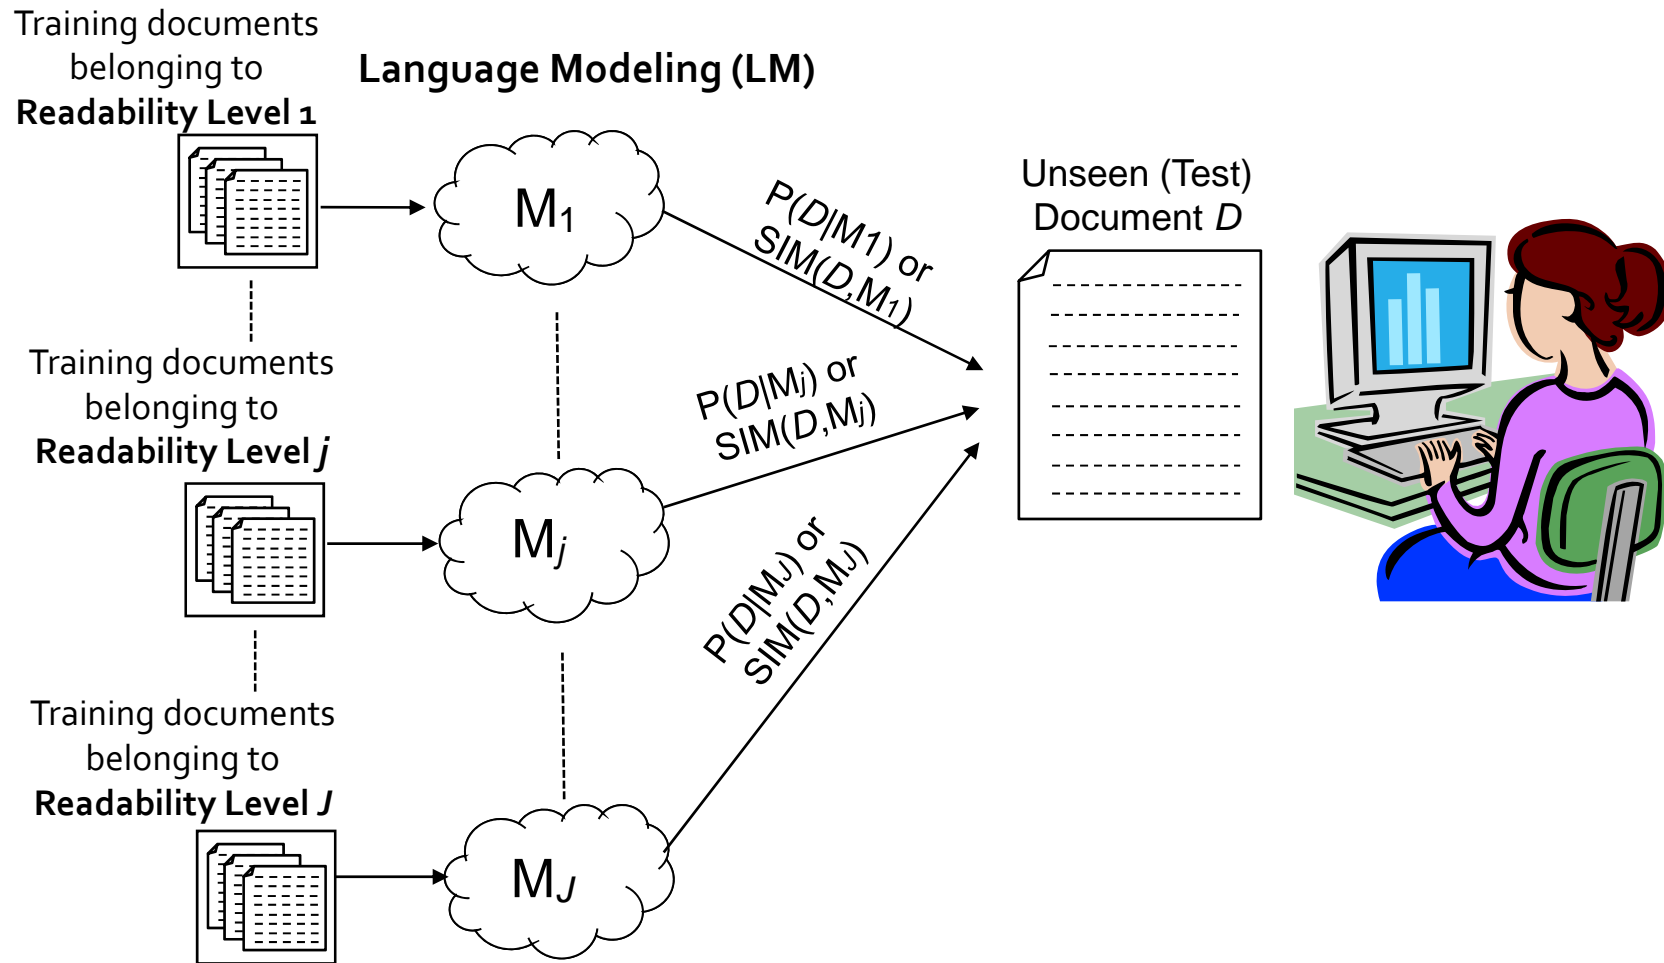 Training documents
belonging to
Readability Level 1
Language Modeling (LM)
M1
P(D|M1) or
SIM(D,M1)
Unseen (Test)
Document D
Training documents
belonging to
Readability Level j
Mj
P(D|Mj) or
SIM(D,Mj)
Training documents
belonging to
Readability Level J
MJ
P(D|MJ) or
SIM(D,MJ)